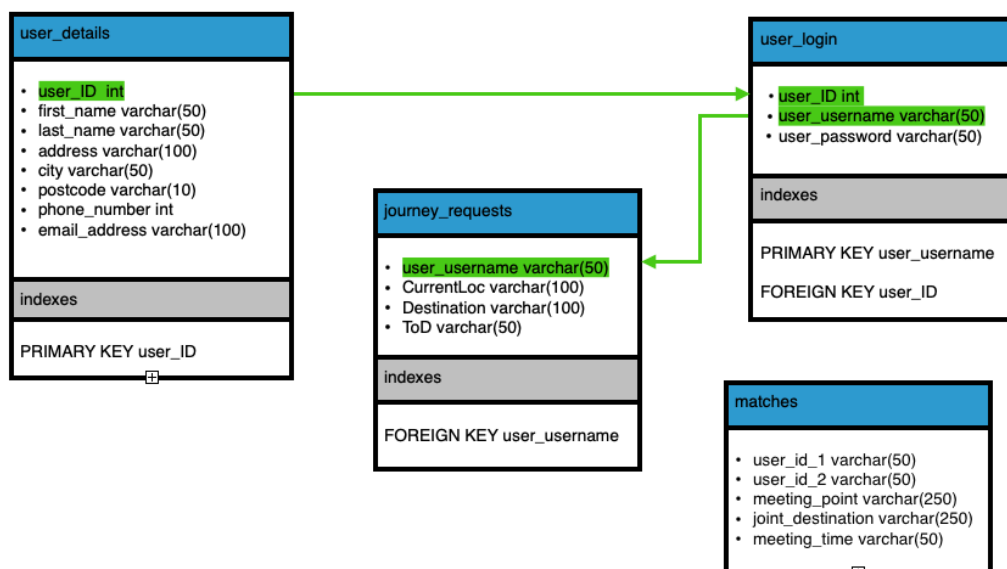 user_details
• user_ID int
• first_name varchar(50)
• last_name varchar(50)
• address varchar(100)
• city varchar(50)
• postcode varchar(10)
• phone_number int
• email_address varchar(100)
indexes
PRIMARY KEY user_ID
journey_requests
• user_username varchar(50)
• CurrentLoc varchar(100)
• Destination varchar(100)
• ToD varchar(50)
indexes
FOREIGN KEY user_username
user_login
• user_ID int
• user_username varchar(50)
• user_password varchar(50)
indexes
PRIMARY KEY user_username
FOREIGN KEY user_ID
matches
• user_id_1 varchar(50)
• user_id_2 varchar(50)
• meeting_point varchar(250)
• joint_destination varchar(250)
• meeting_time varchar(50)